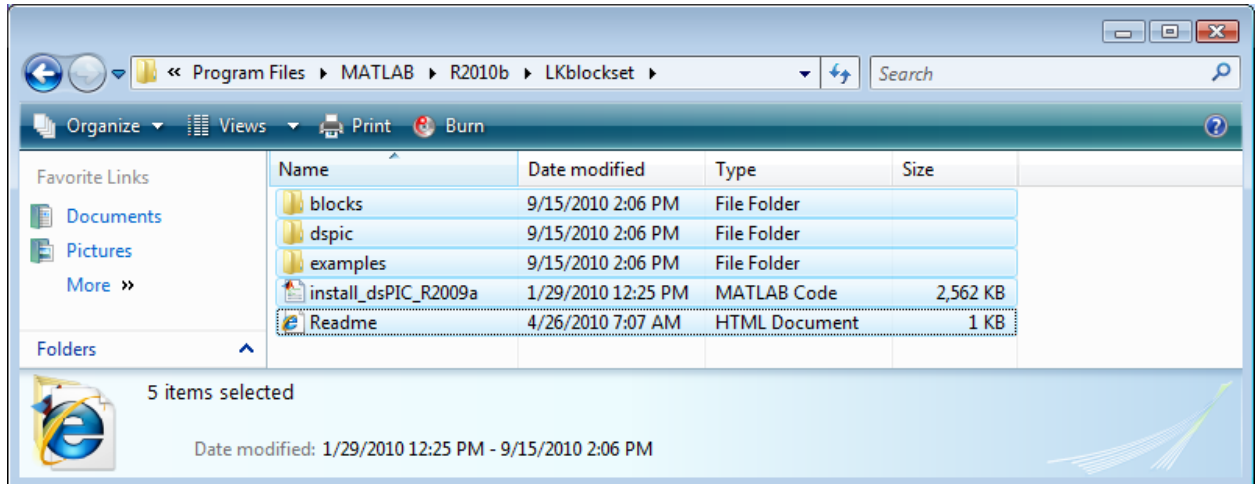 « Program Files ▸ MATLAB ▸ R2010b ▸ LKblockset ▸ Search
Organize Views Print Burn
Favorite Links
Documents
Pictures
More »
Folders
Name Date modified Type Size
blocks 9/15/2010 2:06 PM File Folder
dspic 9/15/2010 2:06 PM File Folder
examples 9/15/2010 2:06 PM File Folder
install_dsPIC_R2009a 1/29/2010 12:25 PM MATLAB Code 2,562 KB
Readme 4/26/2010 7:07 AM HTML Document 1 KB
5 items selected
Date modified: 1/29/2010 12:25 PM - 9/15/2010 2:06 PM